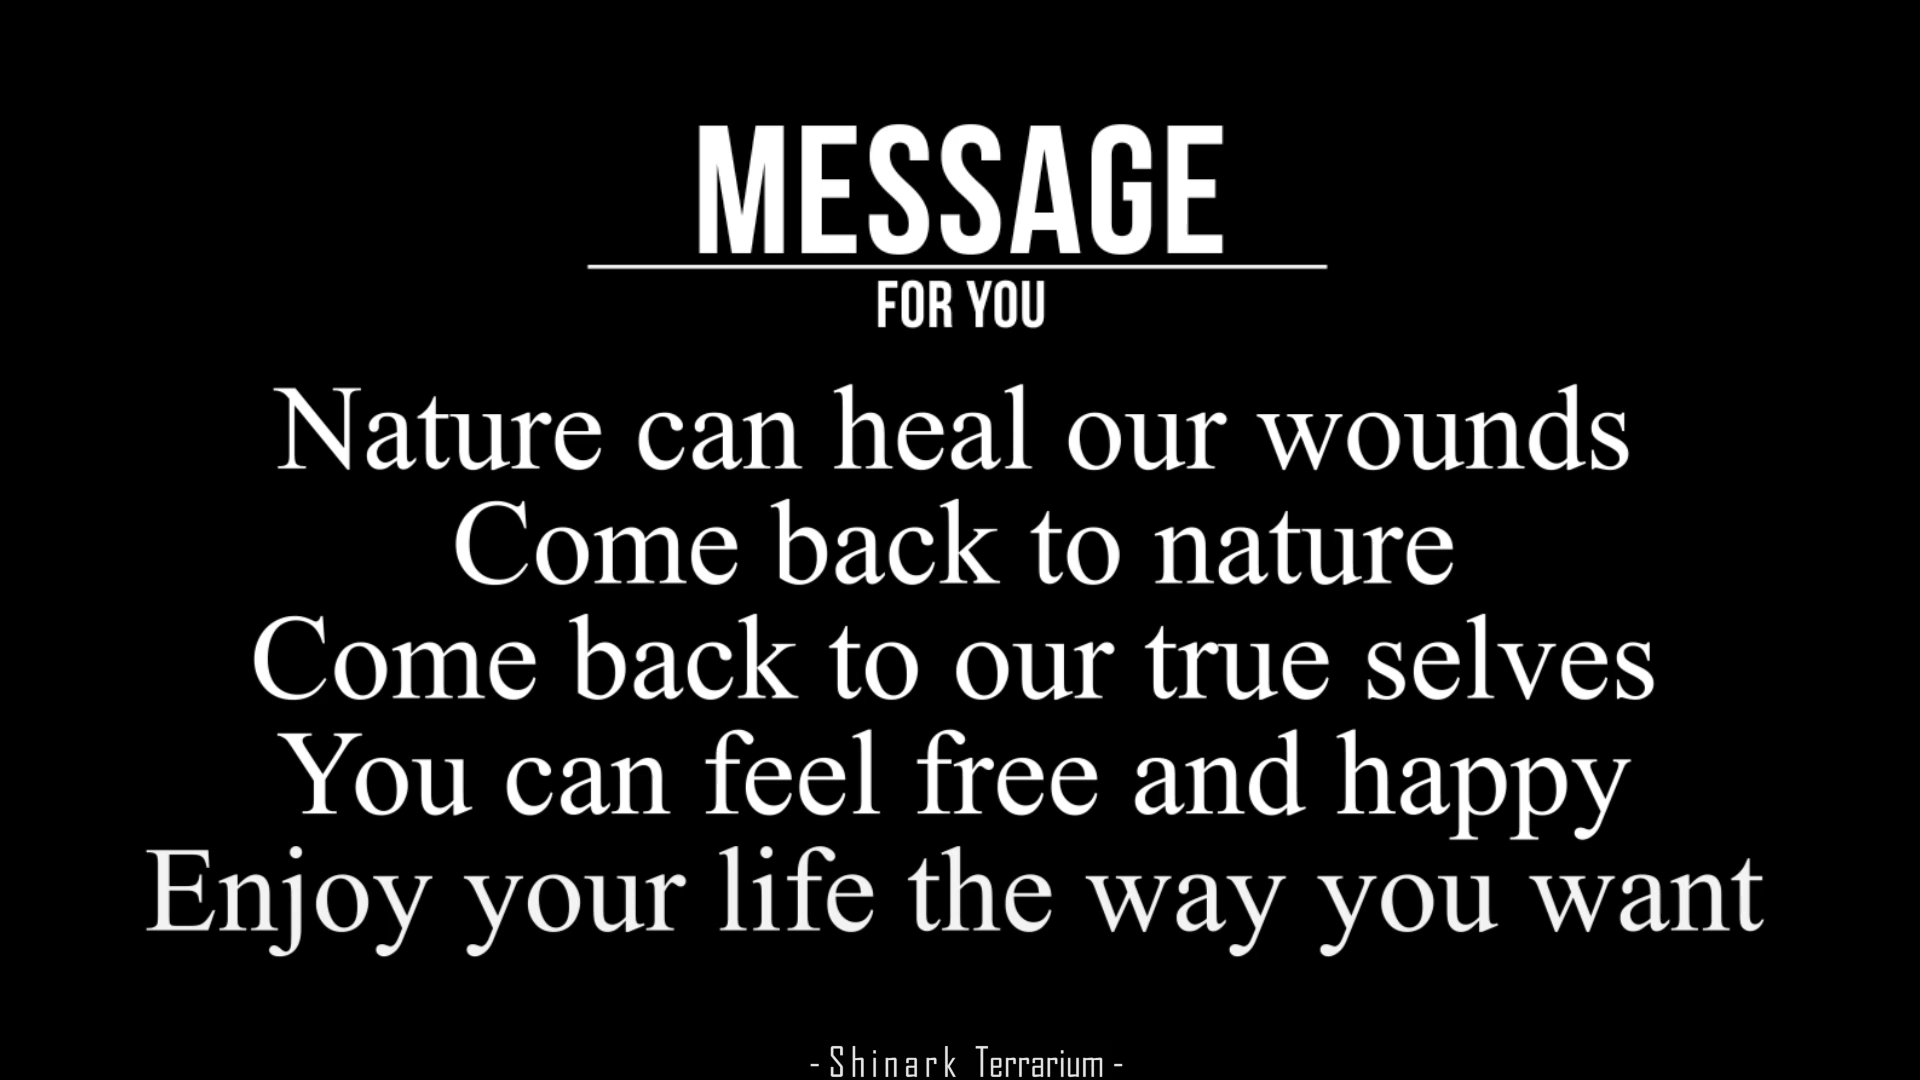 MESSAGE
FOR YOU
Nature can heal our wounds
Come back to nature
Come back to our true selves
You can feel free and happy
Enjoy your life the way you want
- Shinark Terrarium -